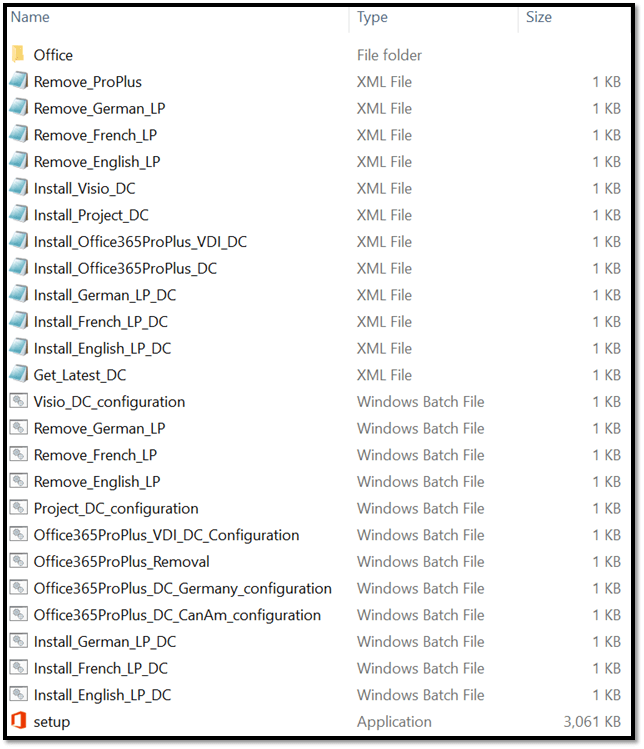 Name Type Size
Office File folder
Remove_ProPlus XML File 1 KB
Remove_German_LP XML File 1 KB
Remove_French_LP XML File 1 KB
Remove_English_LP XML File 1 KB
Install_Visio_DC XML File 1 KB
Install_Project_DC XML File 1 KB
Install_Office365ProPlus_VDI_DC XML File 1 KB
Install_Office365ProPlus_DC XML File 1 KB
Install_German_LP_DC XML File 1 KB
Install_French_LP_DC XML File 1 KB
Install_English_LP_DC XML File 1 KB
Get_Latest_DC XML File 1 KB
Visio_DC_configuration Windows Batch File 1 KB
Remove_German_LP Windows Batch File 1 KB
Remove_French_LP Windows Batch File 1 KB
Remove_English_LP Windows Batch File 1 KB
Project_DC_configuration Windows Batch File 1 KB
Office365ProPlus_VDI_DC_Configuration Windows Batch File 1 KB
Office365ProPlus_Removal Windows Batch File 1 KB
Office365ProPlus_DC_Germany_configuration Windows Batch File 1 KB
Office365ProPlus_DC_CanAm_configuration Windows Batch File 1 KB
Install_German_LP_DC Windows Batch File 1 KB
Install_French_LP_DC Windows Batch File 1 KB
Install_English_LP_DC Windows Batch File 1 KB
setup Application 3,061 KB